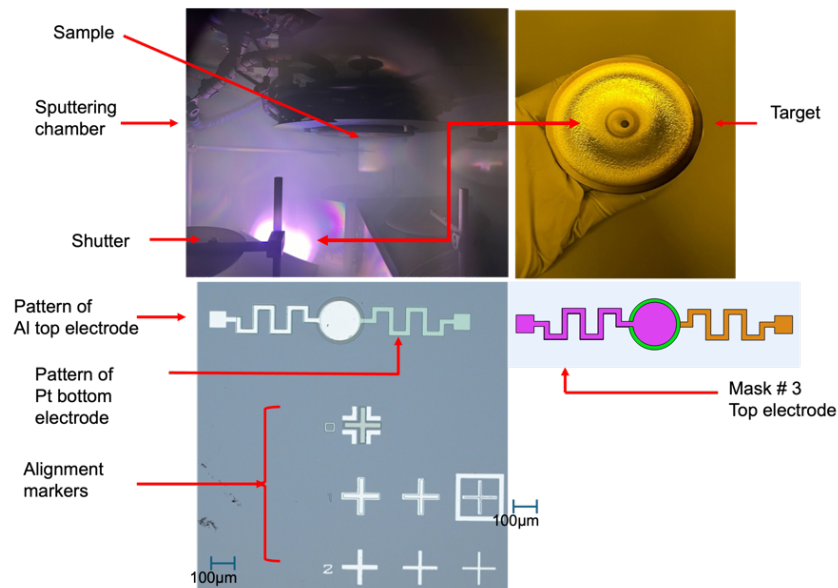 Sample
Sputtering
chamber
Target
Shutter
Pattern of
Al top electrode
Pattern of
Pt bottom
electrode
Mask # 3
Top electrode
Alignment
markers
100µm
100µm
2